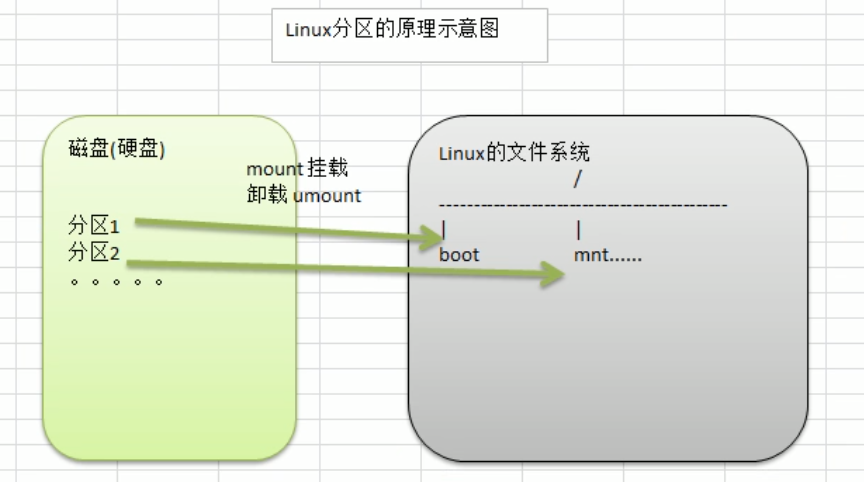 Linux分区的原理示意图
磁盘(硬盘)
分区1
分区2
。。。。。
mount 挂载
卸载 umount
Linux的文件系统
/
-----------------------------------------
| |
boot mnt......